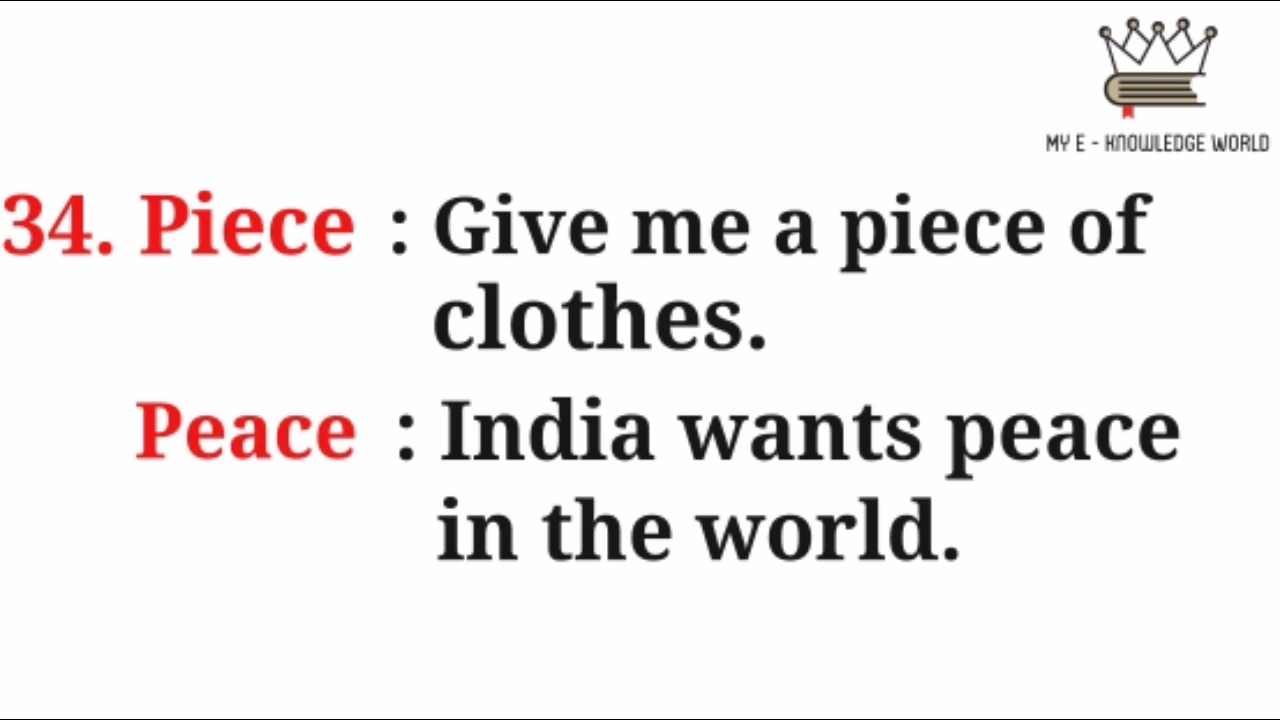 MY E - KNOWLEDGE WORLD
34. Piece : Give me a piece of
clothes.
Peace : India wants peace
in the world.